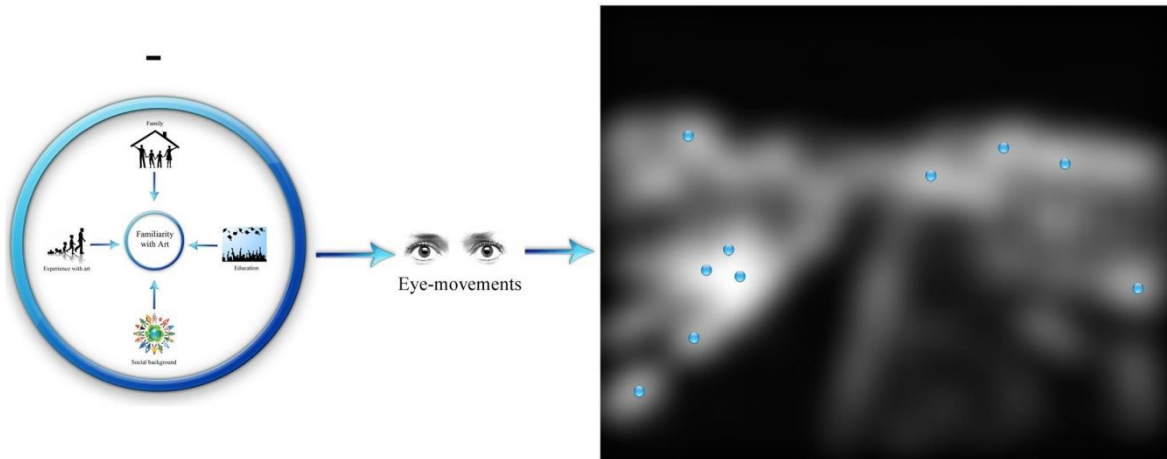 -
Family
Familiarity
with Art
Experience with art
Education
Social background
Eye-movements